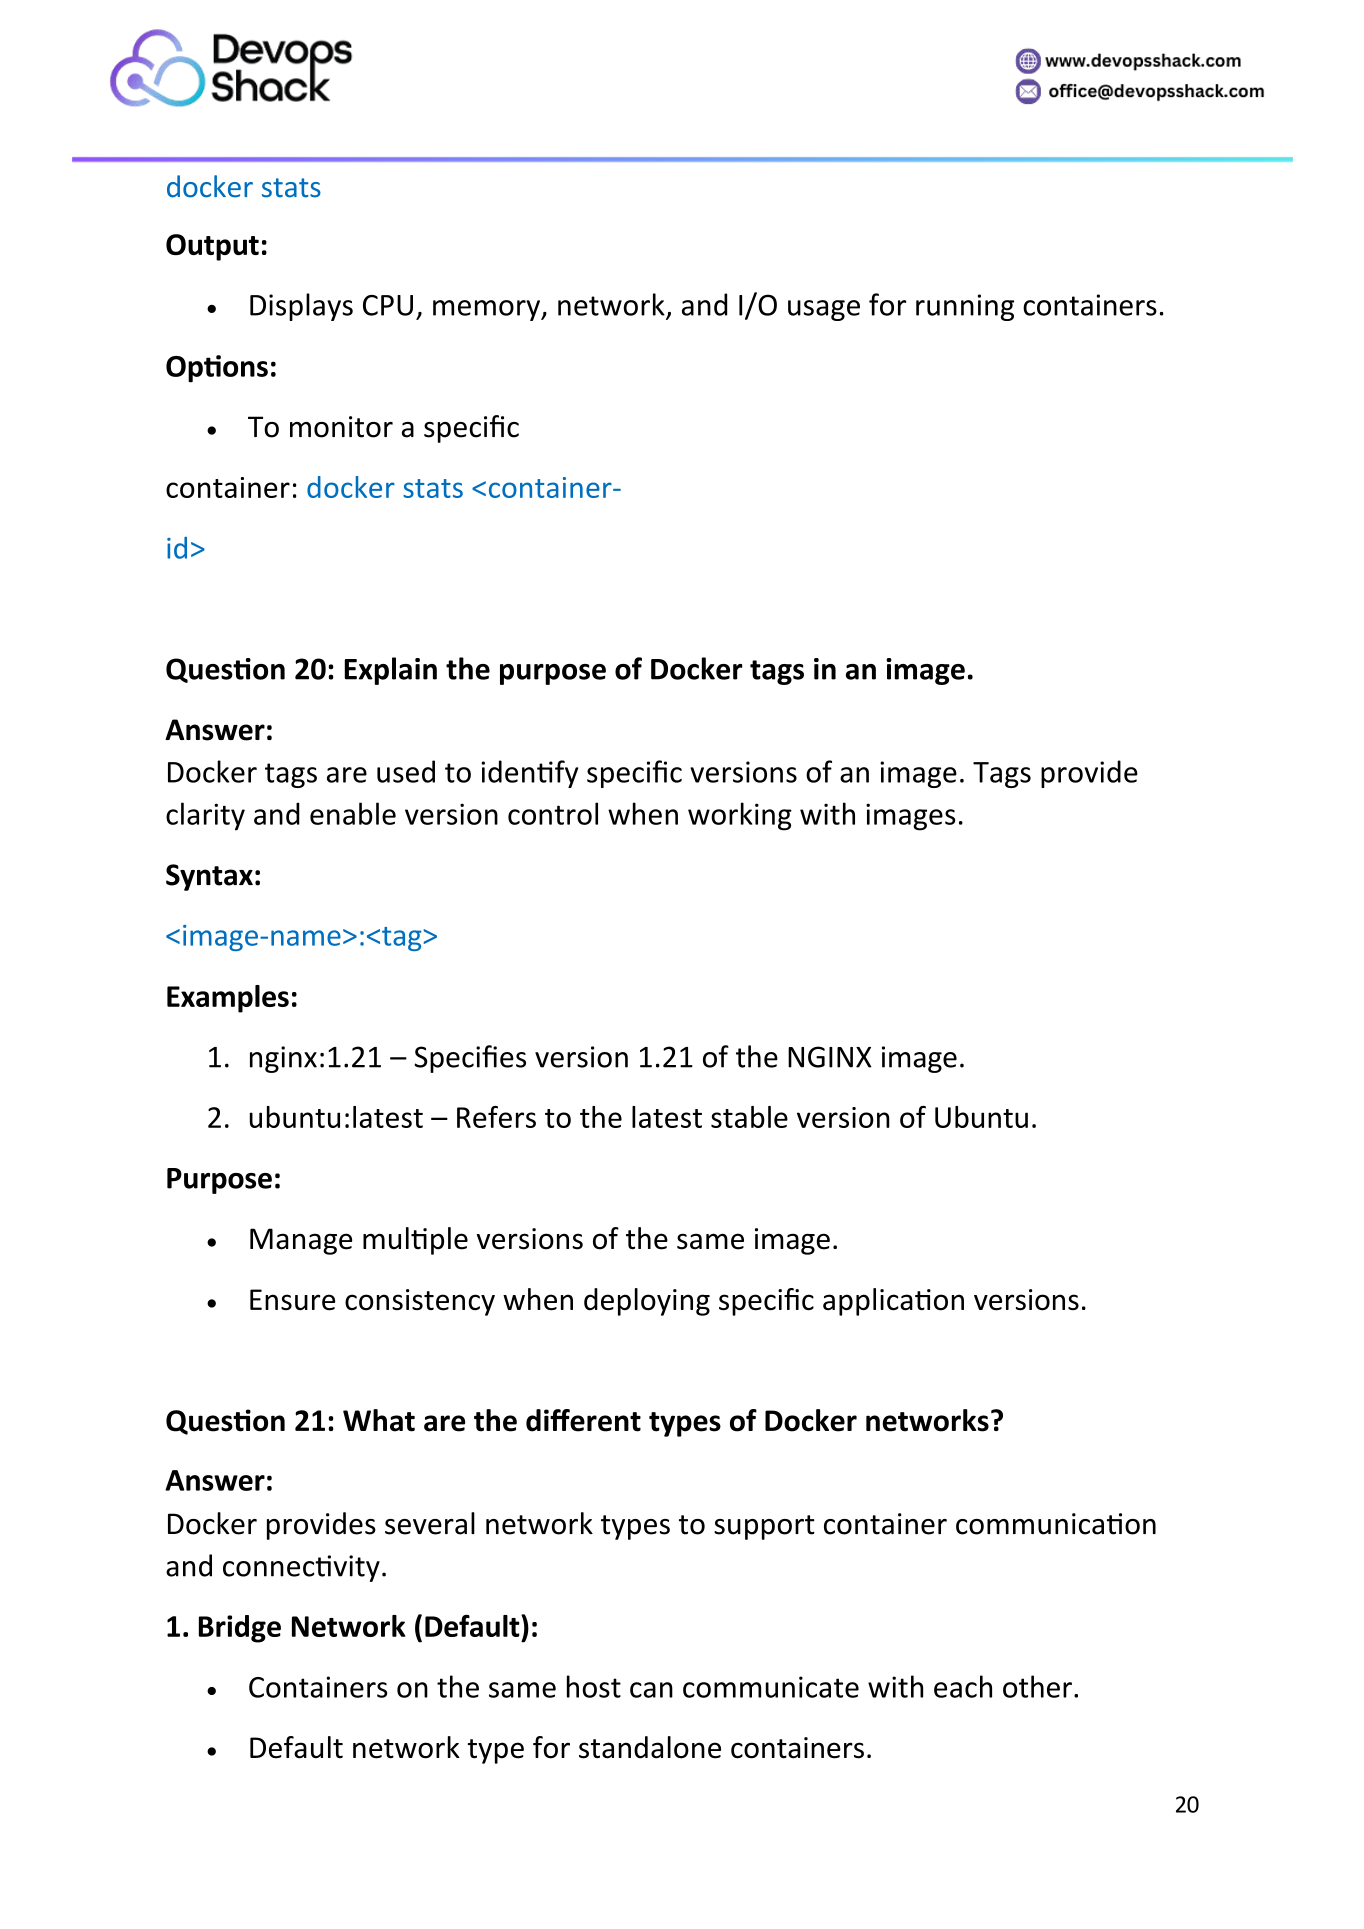 Devops
Shack
www.devopsshack.com
office@devopsshack.com
docker stats
Output:
• Displays CPU, memory, network, and I/O usage for running containers.
Options:
• To monitor a specific
container: docker stats <container-
id>
Question 20: Explain the purpose of Docker tags in an image.
Answer:
Docker tags are used to identify specific versions of an image. Tags provide
clarity and enable version control when working with images.
Syntax:
<image-name>:<tag>
Examples:
1. nginx:1.21 – Specifies version 1.21 of the NGINX image.
2. ubuntu:latest – Refers to the latest stable version of Ubuntu.
Purpose:
• Manage multiple versions of the same image.
• Ensure consistency when deploying specific application versions.
Question 21: What are the different types of Docker networks?
Answer:
Docker provides several network types to support container communication
and connectivity.
1. Bridge Network (Default):
• Containers on the same host can communicate with each other.
• Default network type for standalone containers.
20